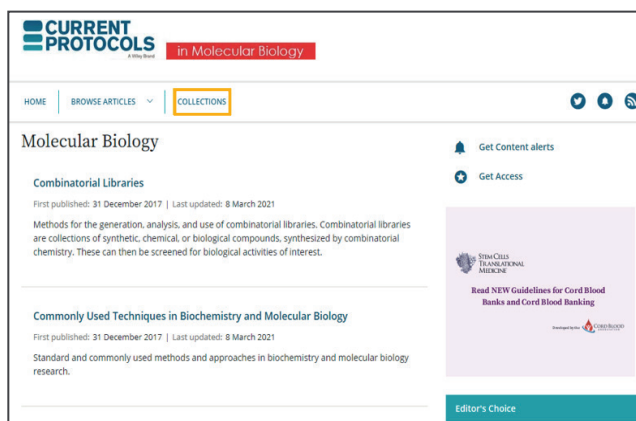 CURRENT
PROTOCOLS
A Wiley Brand
in Molecular Biology
HOME
BROWSE ARTICLES
COLLECTIONS
Molecular Biology
Combinatorial Libraries
First published: 31 December 2017 | Last updated: 8 March 2021
Methods for the generation, analysis, and use of combinatorial libraries. Combinatorial libraries
are collections of synthetic, chemical, or biological compounds, synthesized by combinatorial
chemistry. These can then be screened for biological activities of interest.
Commonly Used Techniques in Biochemistry and Molecular Biology
First published: 31 December 2017 | Last updated: 8 March 2021
Standard and commonly used methods and approaches in biochemistry and molecular biology
research.
Get Content alerts
Get Access
STEM CELLS
TRANSLATIONAL
MEDICINE
Read NEW Guidelines for Cord Blood
Banks and Cord Blood Banking
Developed by the
CORD BLOOD
Editor's Choice